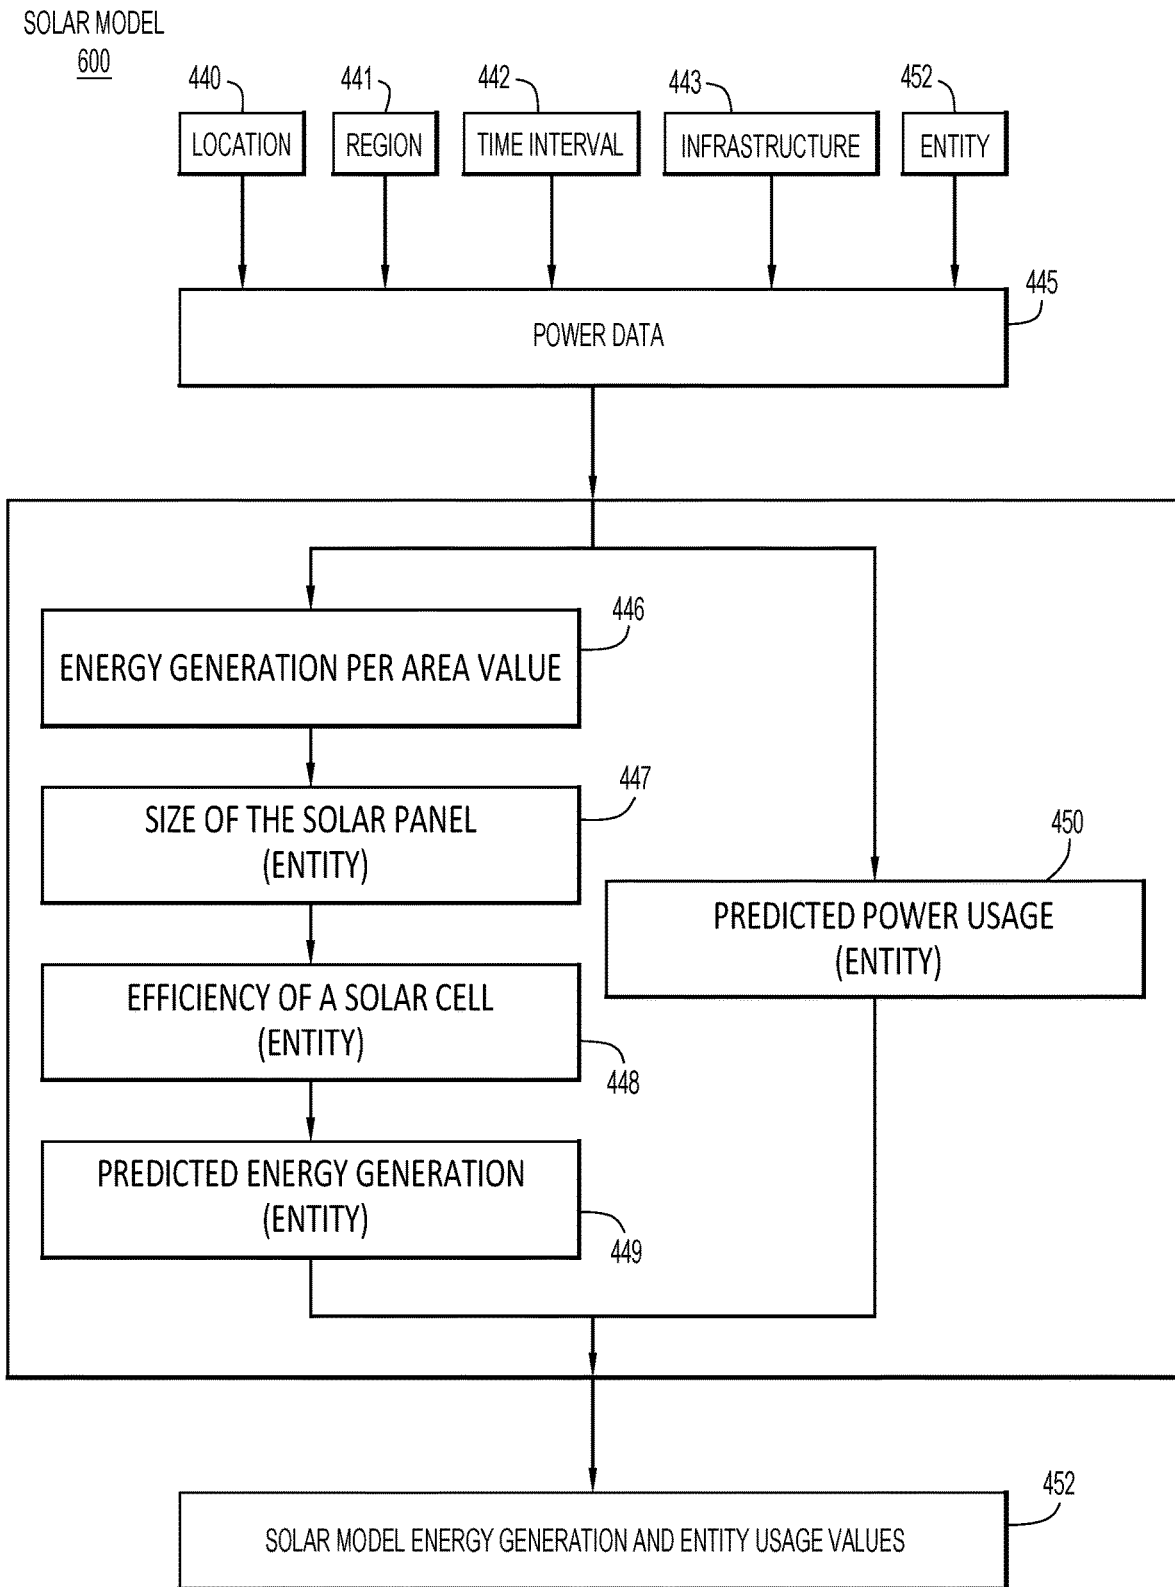 SOLAR MODEL
600
440
441
442
443
452
LOCATION
REGION
TIME INTERVAL
INFRASTRUCTURE
ENTITY
445
POWER DATA
446
ENERGY GENERATION PER AREA VALUE
447
SIZE OF THE SOLAR PANEL
(ENTITY)
450
PREDICTED POWER USAGE
(ENTITY)
EFFICIENCY OF A SOLAR CELL
(ENTITY)
448
PREDICTED ENERGY GENERATION
(ENTITY)
449
452
SOLAR MODEL ENERGY GENERATION AND ENTITY USAGE VALUES